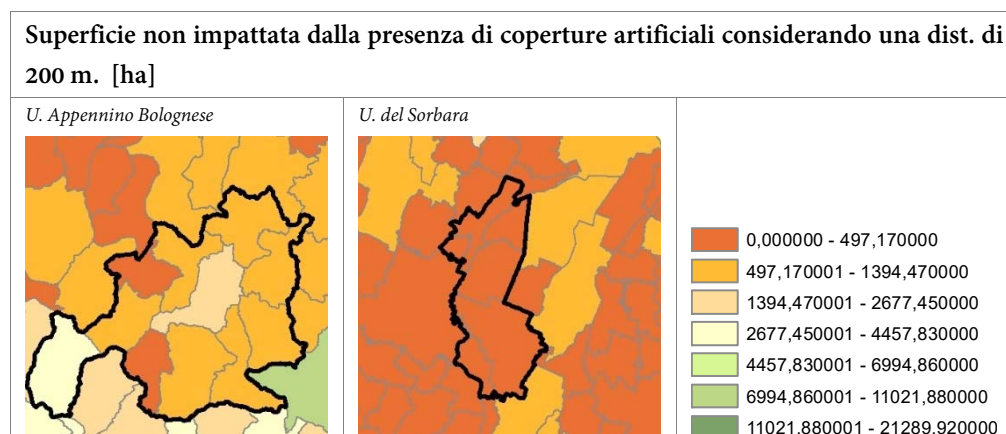 Superficie non impattata dalla presenza di coperture artificiali considerando una dist. di
200 m. [ha]
U. Appennino Bolognese
U. del Sorbara
0,000000 - 497,170000
497,170001 - 1394,470000
1394,470001 - 2677,450000
2677,450001 - 4457,830000
4457,830001 - 6994,860000
6994,860001 - 11021,880000
11021,880001 - 21289,920000